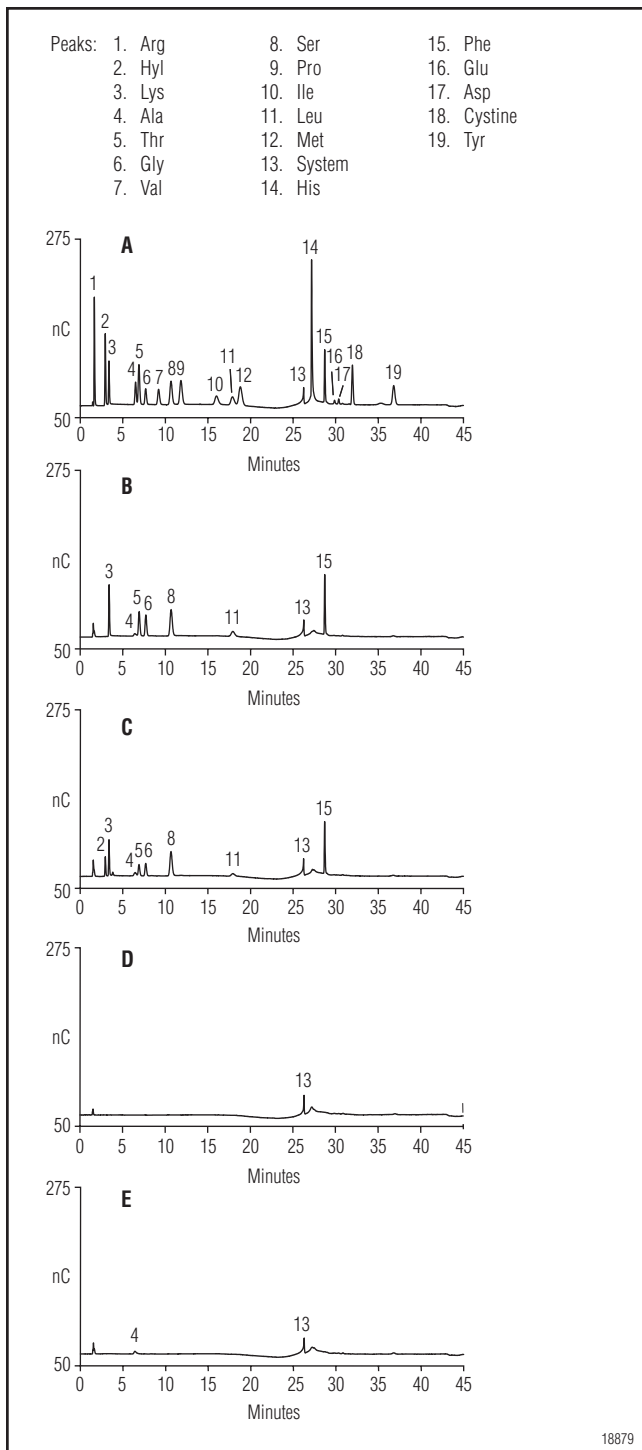 Peaks: 1. Arg
2. Hyl
3. Lys
4. Ala
5. Thr
6. Gly
7. Val
8. Ser
9. Pro
10. Ile
11. Leu
12. Met
13. System
14. His
15. Phe
16. Glu
17. Asp
18. Cystine
19. Tyr
A
275
nC
50
1
2
3
4
5
6
7
8 9
10
11
12
13
14
15
16
17
18
19
0 5 10 15 20 25 30 35 40 45
Minutes
B
275
nC
50
3
4
5
6
8
11
13
15
0 5 10 15 20 25 30 35 40 45
Minutes
C
275
nC
50
2
3
4
5 6
8
11
13
15
0 5 10 15 20 25 30 35 40 45
Minutes
D
275
nC
50
13
0 5 10 15 20 25 30 35 40 45
Minutes
E
275
nC
50
4
13
0 5 10 15 20 25 30 35 40 45
Minutes
18879